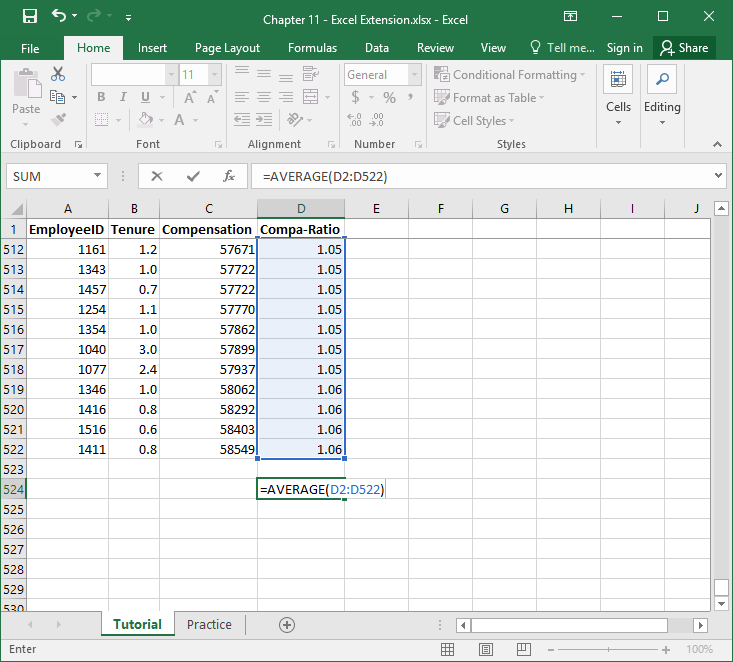 Chapter 11 - Excel Extension.xlsx - Excel
File Home Insert Page Layout Formulas Data Review View Tell me... Sign in Share
11 General Conditional Formatting
Paste B I U A A $ % , Format as Table Cells Editing
A .0 .00 Cell Styles
Clipboard Font Alignment Number Styles
SUM fx =AVERAGE(D2:D522)
A B C D E F G H I J
1 EmployeeID Tenure Compensation Compa-Ratio
512 1161 1.2 57671 1.05
513 1343 1.0 57722 1.05
514 1457 0.7 57722 1.05
515 1254 1.1 57770 1.05
516 1354 1.0 57862 1.05
517 1040 3.0 57899 1.05
518 1077 2.4 57937 1.05
519 1346 1.0 58062 1.06
520 1416 0.8 58292 1.06
521 1516 0.6 58403 1.06
522 1411 0.8 58549 1.06
523
524 =AVERAGE(D2:D522)
525
526
527
528
529
530
Tutorial Practice
Enter 100%